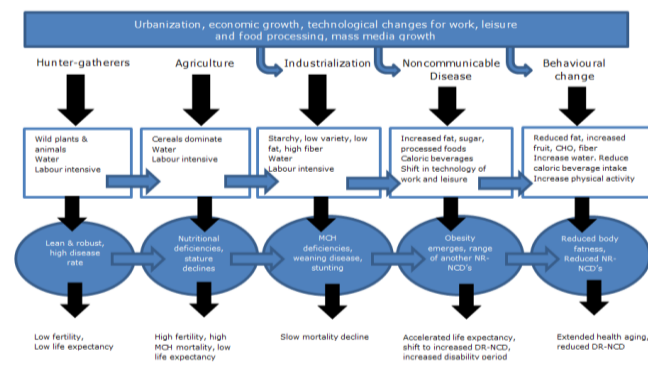 Urbanization, economic growth, technological changes for work, leisure
and food processing, mass media growth
Hunter-gatherers
Agriculture
Industrialization
Noncommunicable
Disease
Behavioural
change
Wild plants &
animals
Water
Labour intensive
Cereals dominate
Water
Labour intensive
Starchy, low variety, low
fat, high fiber
Water
Labour intensive
Increased fat, sugar,
processed foods
Caloric beverages
Shift in technology of
work and leisure
Reduced fat, increased
fruit, CHO, fiber
Increase water. Reduce
caloric beverage intake
Increase physical activity
Lean & robust,
high disease
rate
Nutritional
deficiencies,
stature
declines
MCH
deficiencies,
weaning disease,
stunting
Obesity
emerges, range
of another NR-
NCD's
Reduced body
fatness,
Reduced NR-
NCD's
Low fertility,
Low life expectancy
High fertility, high
MCH mortality, low
life expectancy
Slow mortality decline
Accelerated life expectancy,
shift to increased DR-NCD,
increased disability period
Extended health aging,
reduced DR-NCD